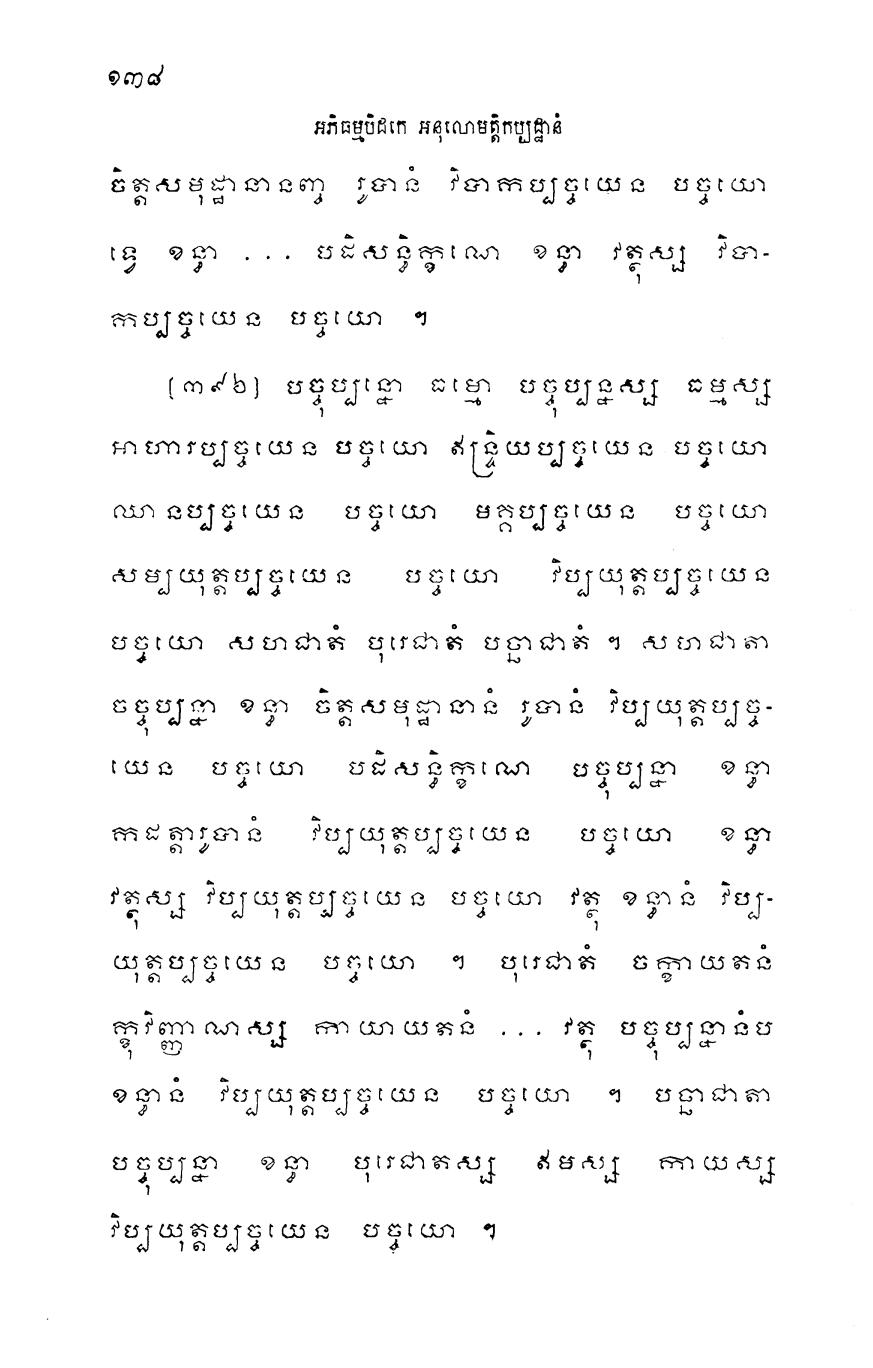 ១៣៨
អភិធម្មបិដកេ អនុលោមត្តិកប្បដ្ឋានំ
ចិត្តសមុដ្ឋានានញ្ច រូបានំ វិបាកប្បច្ចយេន បច្ចយោ
ទ្វេ ខន្ធា ... បដិសន្ធិក្ខណេ ខន្ធា វត្ថុស្ស វិបា-
កប្បច្ចយេន បច្ចយោ ។
[៣៩៦] បច្ចុប្បន្នោ ធម្មោ បច្ចុប្បន្នស្ស ធម្មស្ស
អាហារប្បច្ចយេន បច្ចយោ ឥន្ទ្រិយប្បច្ចយេន បច្ចយោ
ឈានប្បច្ចយេន បច្ចយោ មគ្គប្បច្ចយេន បច្ចយោ
សម្បយុត្តប្បច្ចយេន បច្ចយោ វិប្បយុត្តប្បច្ចយេន
បច្ចយោ សហជាតំ បុរេជាតំ បច្ឆាជាតំ ។ សហជាតា
ចច្ចុប្បន្នា ខន្ធា ចិត្តសមុដ្ឋានានំ រូបានំ វិប្បយុត្តប្បច្ច-
យេន បច្ចយោ បដិសន្ធិក្ខណេ បច្ចុប្បន្នា ខន្ធា
កដត្តារូបានំ វិប្បយុត្តប្បច្ចយេន បច្ចយោ ខន្ធា
វត្ថុស្ស វិប្បយុត្តប្បច្ចយេន បច្ចយោ វត្ថុ ខន្ធានំ វិប្ប-
យុត្តប្បច្ចយេន បច្ចយោ ។ បុរេជាតំ ចក្ខាយតនំ
ក្ខុវិញ្ញាណស្ស កាយាយតនំ ... វត្ថុ បច្ចុប្បន្នានំប
ខន្ធានំ វិប្បយុត្តប្បច្ចយេន បច្ចយោ ។ បច្ឆាជាតា
បច្ចុប្បន្នា ខន្ធា បុរេជាតស្ស ឥមស្ស កាយស្ស
វិប្បយុត្តប្បច្ចយេន បច្ចយោ ។